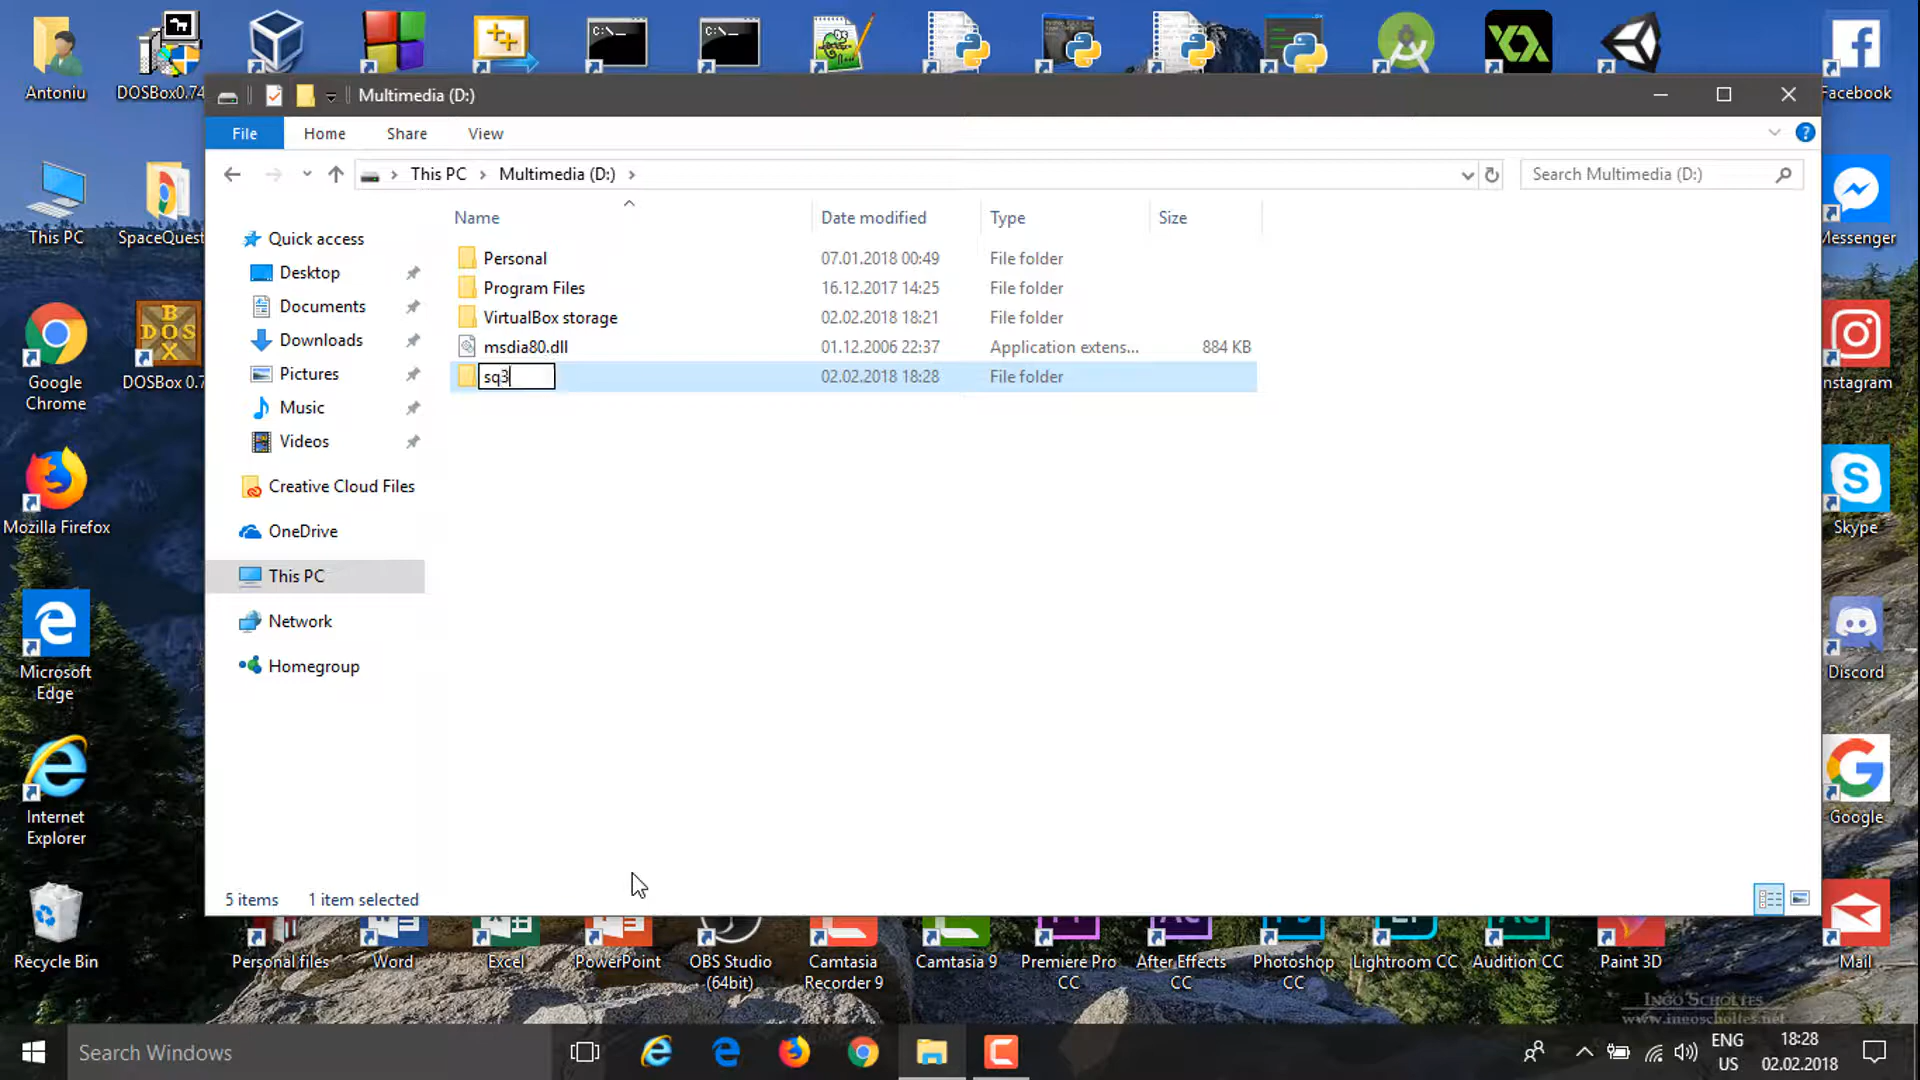 Antoniu
DOSBox0.74
Facebook
Multimedia (D:)
File
Home
Share
View
This PC
Multimedia (D:)
Search Multimedia (D:)
Name
Date modified
Type
Size
Personal
07.01.2018 00:49
File folder
Program Files
16.12.2017 14:25
File folder
VirtualBox storage
02.02.2018 18:21
File folder
msdia80.dll
01.12.2006 22:37
Application extens...
884 KB
sq3
02.02.2018 18:28
File folder
Quick access
Desktop
Documents
Downloads
Pictures
Music
Videos
Creative Cloud Files
OneDrive
This PC
Network
Homegroup
5 items
1 item selected
This PC
SpaceQuest
Google
Chrome
BOX
DOS
DOSBox 0.7
Mozilla Firefox
Microsoft
Edge
Internet
Explorer
Recycle Bin
Messenger
Instagram
Skype
Discord
Google
Mail
Personal files
Word
Excel
PowerPoint
OBS Studio
(64bit)
Camtasia
Recorder 9
Camtasia 9
Premiere Pro
CC
After Effects
CC
Photoshop
CC
Lightroom CC
Audition CC
Paint 3D
INGO SCHOLTES
www.ingoscholtes.net
Search Windows
ENG
US
18:28
02.02.2018